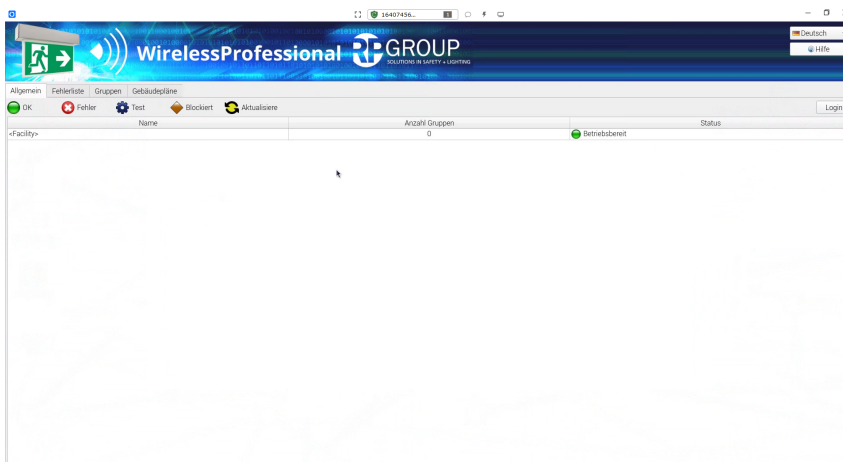 16407456...
Deutsch
WirelessProfessional RP GROUP
SOLUTIONS IN SAFETY + LIGHTING
Hilfe
Allgemein Fehlerliste Gruppen Gebäudepläne
OK Fehler Test Blockiert Aktualisiere Login
Name Anzahl Gruppen Status
<Facility> 0 Betriebsbereit